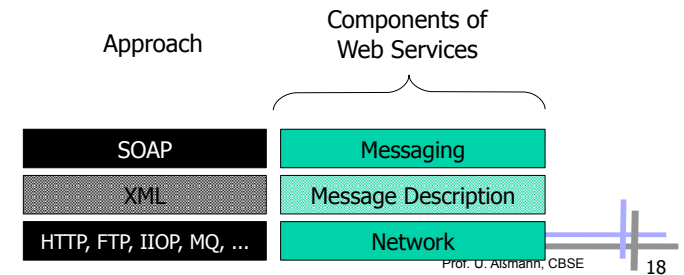 Approach
Components of
Web Services
SOAP
Messaging
XML
Message Description
HTTP, FTP, IIOP, MQ, ...
Network
Prof. U. Aßmann, CBSE
18